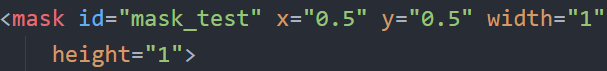 <mask id="mask_test" x="0.5" y="0.5" width="1"
height="1">